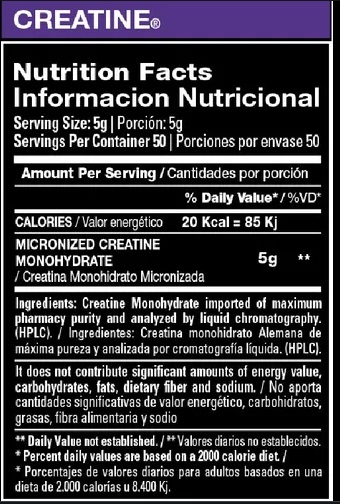 CREATINE®
Nutrition Facts
Informacion Nutricional
Serving Size: 5g | Porción: 5g
Servings Per Container 50 | Porciones por envase 50
Amount Per Serving / Cantidades por porción
% Daily Value* / %VD*
CALORIES / Valor energético 20 Kcal = 85 Kj
MICRONIZED CREATINE
MONOHYDRATE 5g **
/ Creatina Monohidrato Micronizada
Ingredients: Creatine Monohydrate imported of maximum
pharmacy purity and analyzed by liquid chromatography.
(HPLC). / Ingredientes: Creatina monohidrato Alemana de
máxima pureza y analizada por cromatografía líquida. (HPLC).
It does not contribute significant amounts of energy value,
carbohydrates, fats, dietary fiber and sodium. / No aporta
cantidades significativas de valor energético, carbohidratos,
grasas, fibra alimentaria y sodio
** Daily Value not established. / ** Valores diarios no establecidos.
* Percent daily values are based on a 2000 calorie diet. /
* Porcentajes de valores diarios para adultos basados en una
dieta de 2.000 calorías u 8.400 Kj.